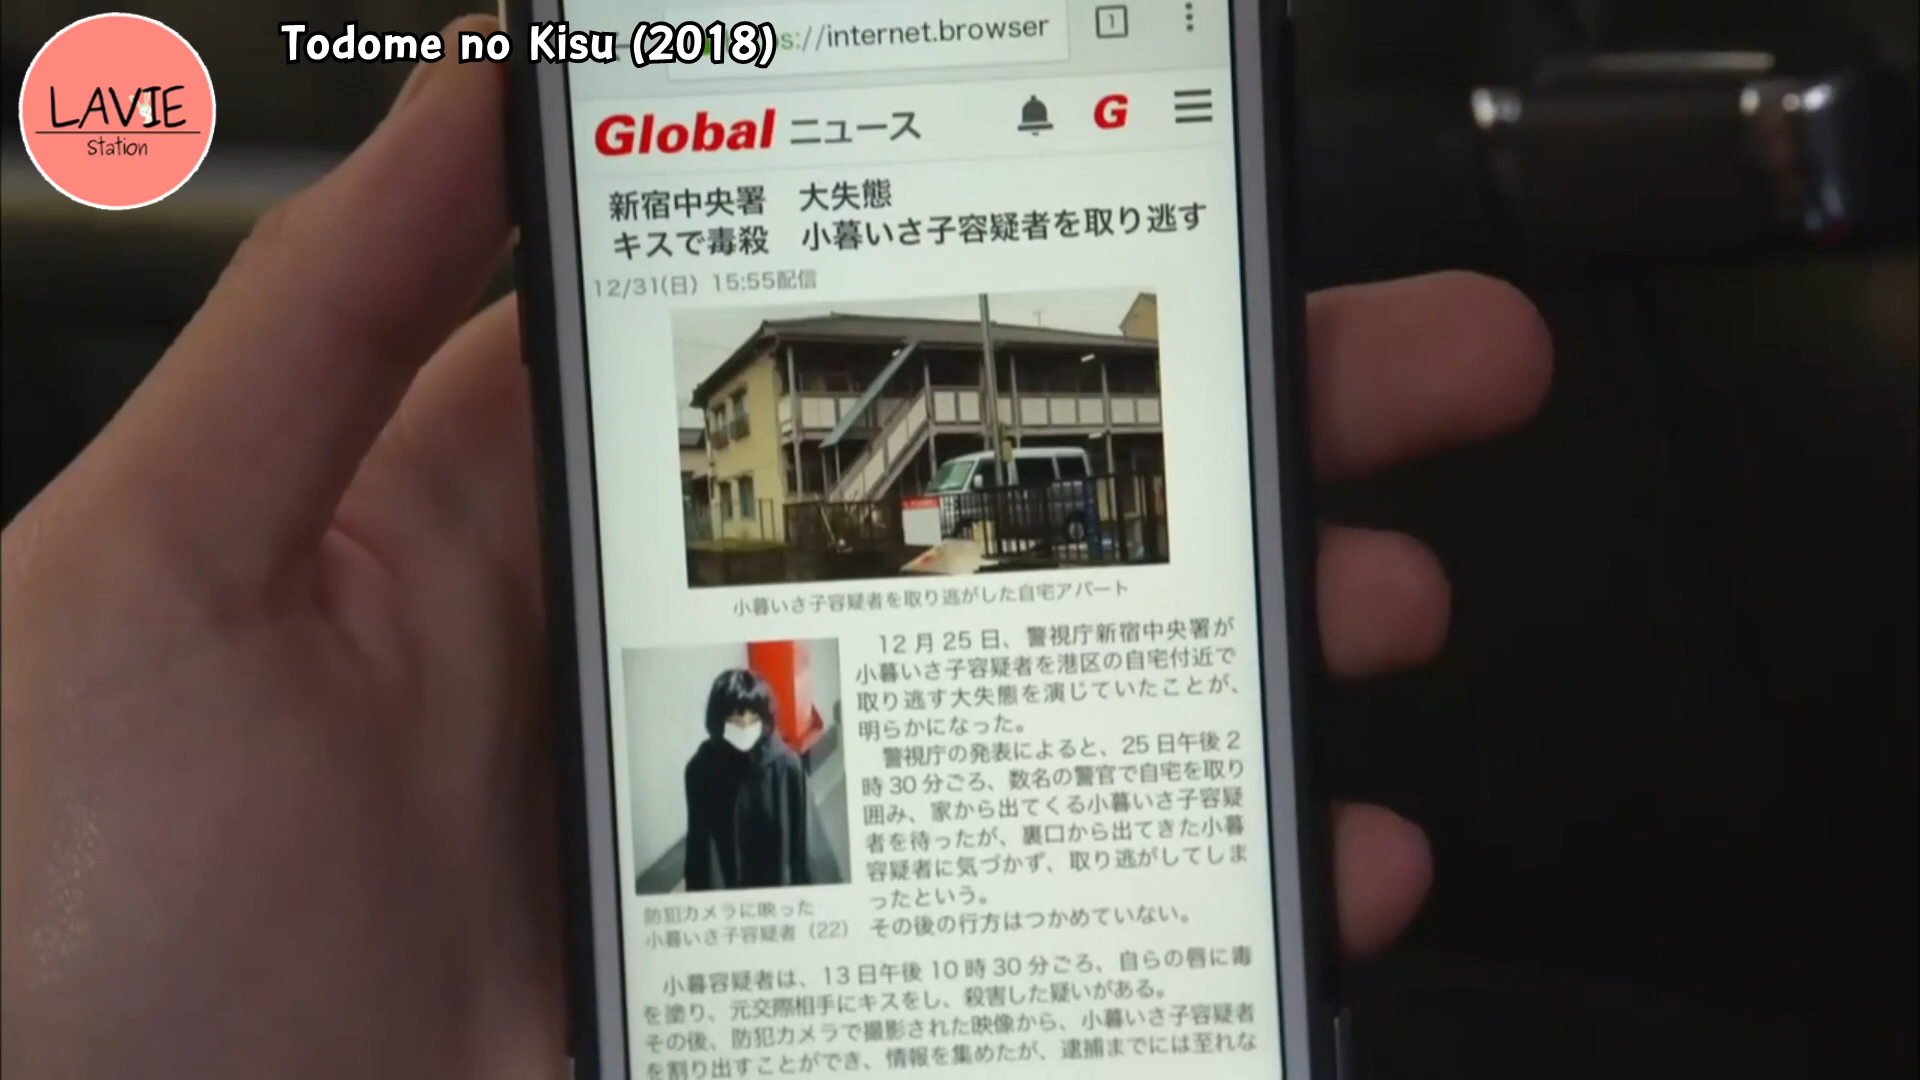 Todome no Kisu (2018)
LAVIE
Station
s://internet.browser
1
Global ニュース
G
新宿中央署　大失態
キスで毒殺　小暮いさ子容疑者を取り逃す
12/31(日) 15:55配信
小暮いさ子容疑者を取り逃がした自宅アパート
12月25日、警視庁新宿中央署が
小暮いさ子容疑者を港区の自宅付近で
取り逃す大失態を演じていたことが、
明らかになった。
警視庁の発表によると、25日午後2
時30分ごろ、数名の警官で自宅を取り
囲み、家から出てくる小暮いさ子容疑
者を待ったが、裏口から出てきた小暮
容疑者に気づかず、取り逃がしてしま
ったという。
その後の行方はつかめていない。
防犯カメラに映った
小暮いさ子容疑者（22）
小暮容疑者は、13日午後10時30分ごろ、自らの唇に毒
を塗り、元交際相手にキスをし、殺害した疑いがある。
その後、防犯カメラで撮影された映像から、小暮いさ子容疑者
を割り出すことができ、情報を集めたが、逮捕までには至れな